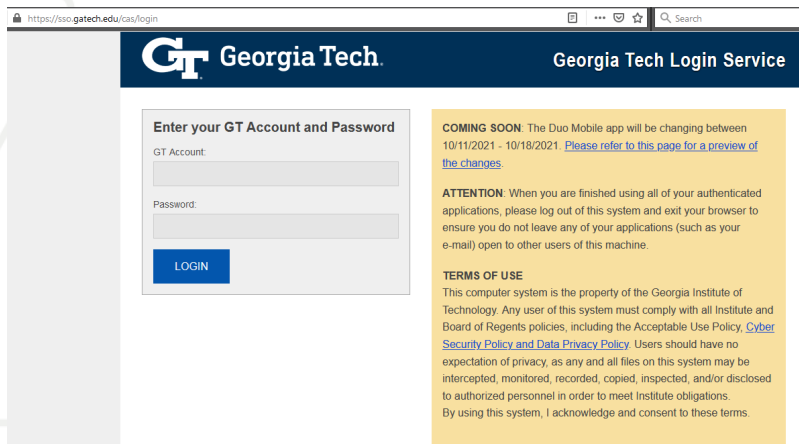 https://sso.gatech.edu/cas/login
Search
GT Georgia Tech.
Georgia Tech Login Service
Enter your GT Account and Password
GT Account:
Password:
LOGIN
COMING SOON: The Duo Mobile app will be changing between
10/11/2021 - 10/18/2021. Please refer to this page for a preview of
the changes.
ATTENTION: When you are finished using all of your authenticated
applications, please log out of this system and exit your browser to
ensure you do not leave any of your applications (such as your
e-mail) open to other users of this machine.
TERMS OF USE
This computer system is the property of the Georgia Institute of
Technology. Any user of this system must comply with all Institute and
Board of Regents policies, including the Acceptable Use Policy, Cyber
Security Policy and Data Privacy Policy. Users should have no
expectation of privacy, as any and all files on this system may be
intercepted, monitored, recorded, copied, inspected, and/or disclosed
to authorized personnel in order to meet Institute obligations.
By using this system, I acknowledge and consent to these terms.